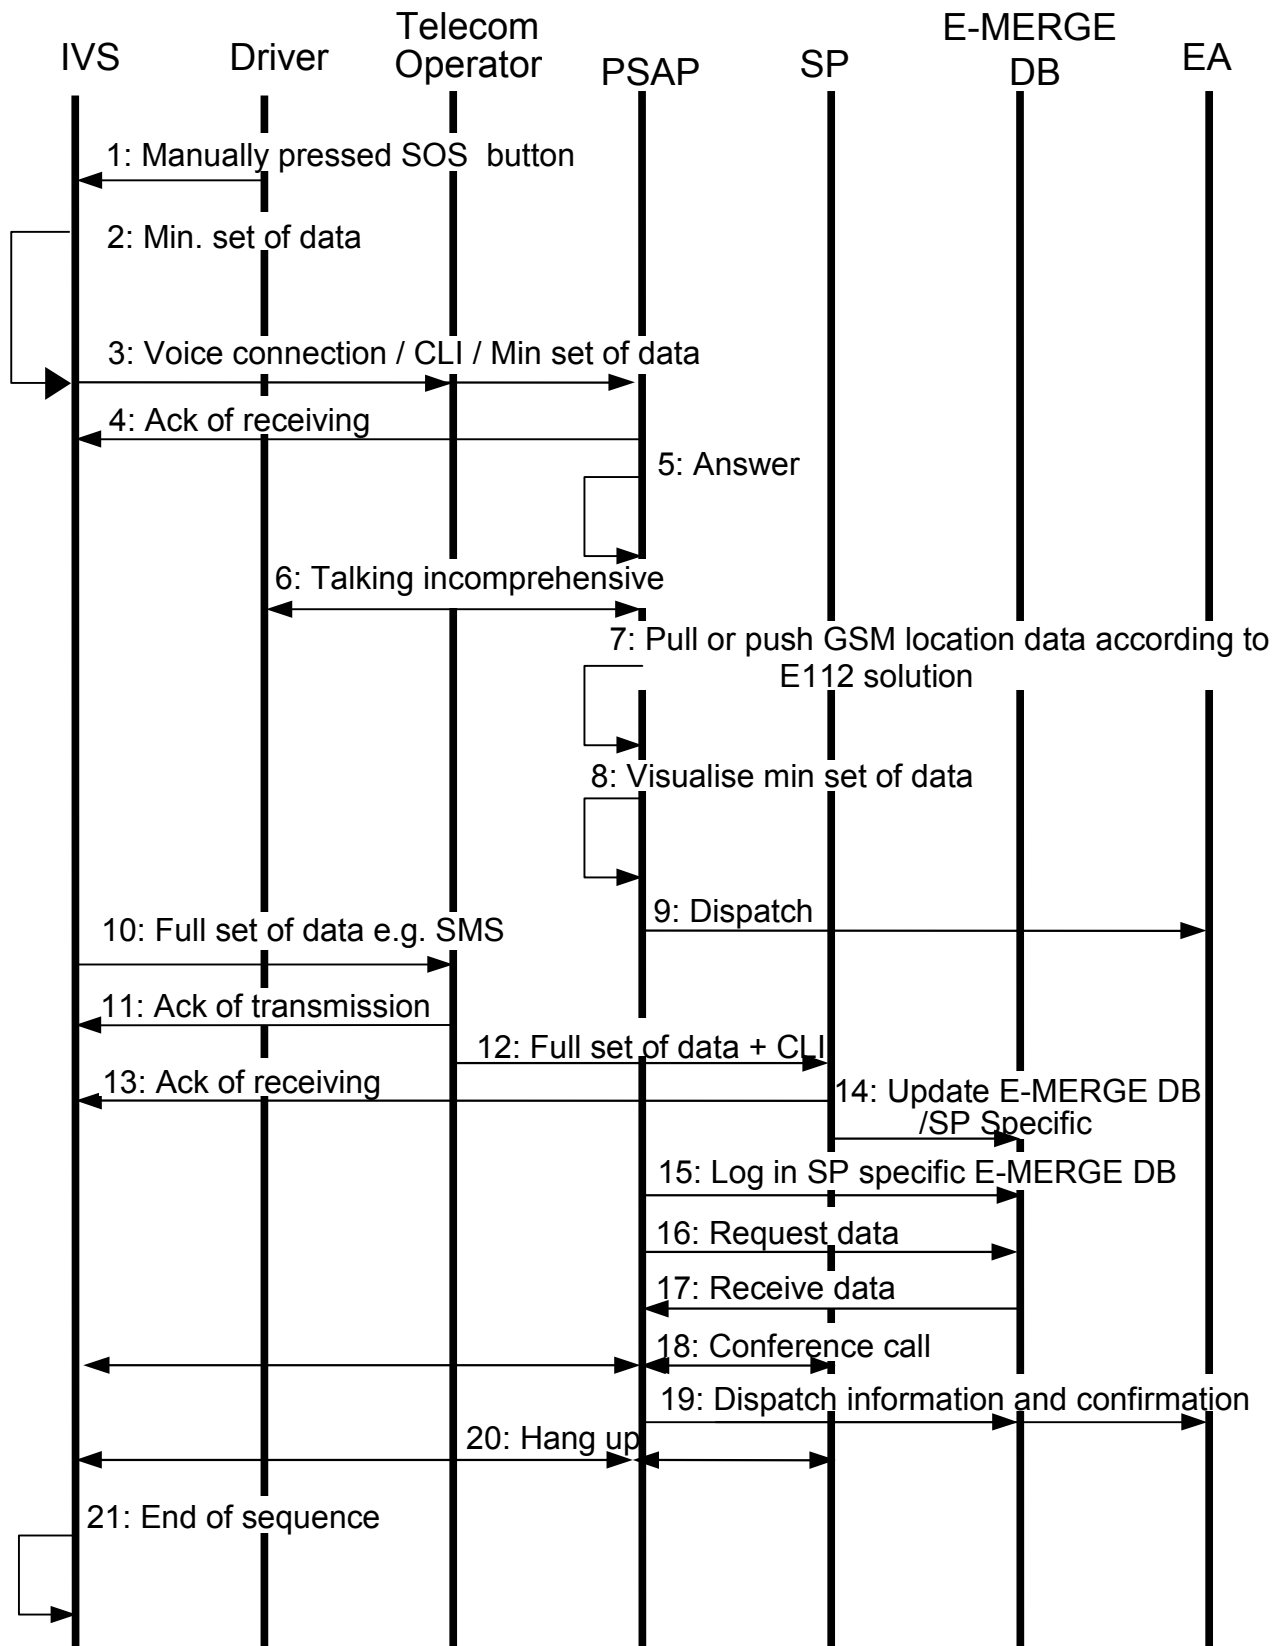 IVS
Driver
Telecom
Operator
PSAP
SP
E-MERGE
DB
EA
1: Manually pressed SOS button
2: Min. set of data
3: Voice connection / CLI / Min set of data
4: Ack of receiving
5: Answer
6: Talking incomprehensive
7: Pull or push GSM location data according to
E112 solution
8: Visualise min set of data
9: Dispatch
10: Full set of data e.g. SMS
11: Ack of transmission
12: Full set of data + CLI
13: Ack of receiving
14: Update E-MERGE DB
/SP Specific
15: Log in SP specific E-MERGE DB
16: Request data
17: Receive data
18: Conference call
19: Dispatch information and confirmation
20: Hang up
21: End of sequence